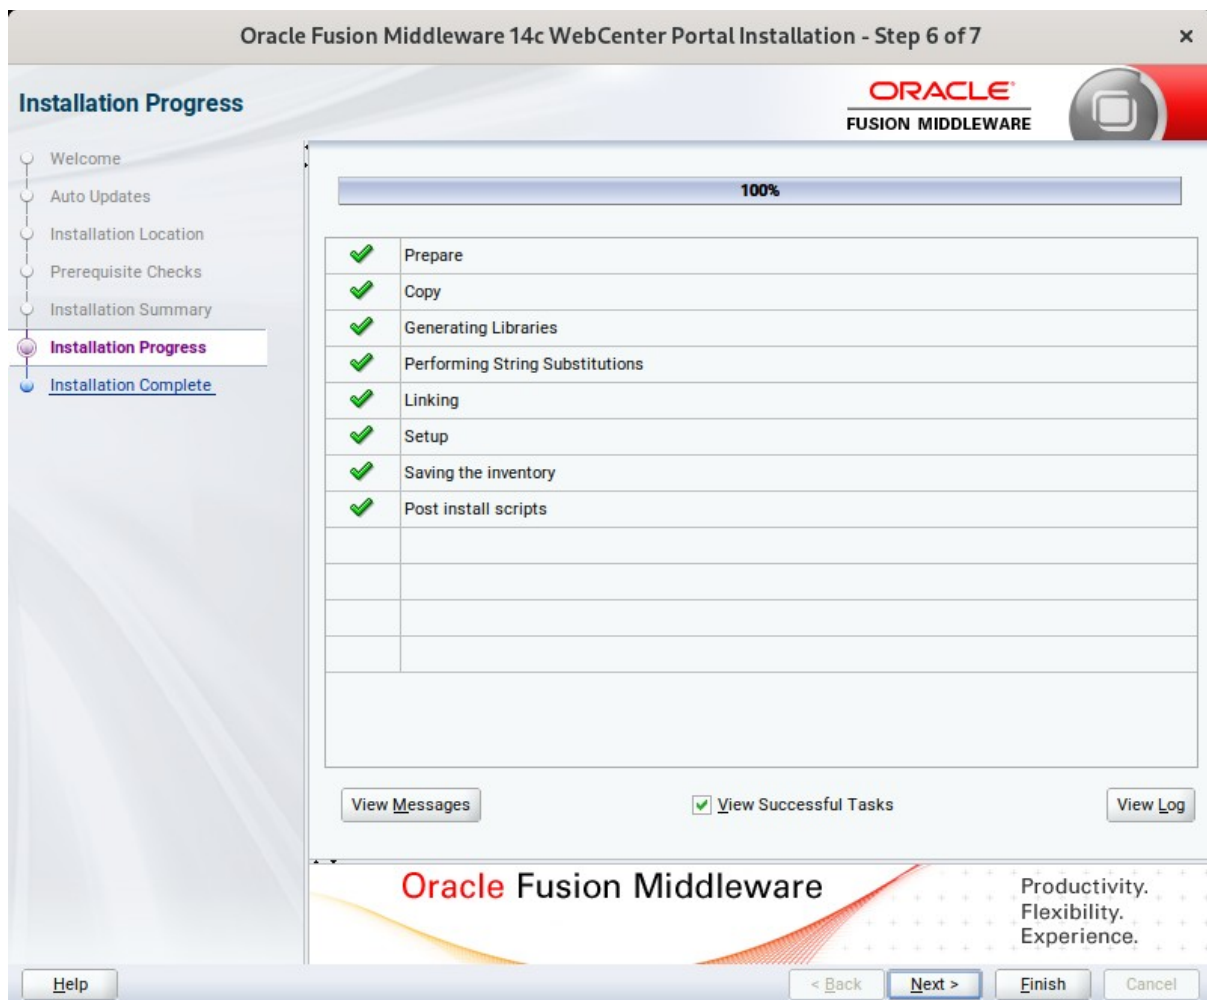 Oracle Fusion Middleware 14c WebCenter Portal Installation - Step 6 of 7
Installation Progress
ORACLE
FUSION MIDDLEWARE
Welcome
Auto Updates
Installation Location
Prerequisite Checks
Installation Summary
Installation Progress
Installation Complete
100%
Prepare
Copy
Generating Libraries
Performing String Substitutions
Linking
Setup
Saving the inventory
Post install scripts
View Messages
View Successful Tasks
View Log
Oracle Fusion Middleware
Productivity.
Flexibility.
Experience.
Help
< Back
Next >
Finish
Cancel